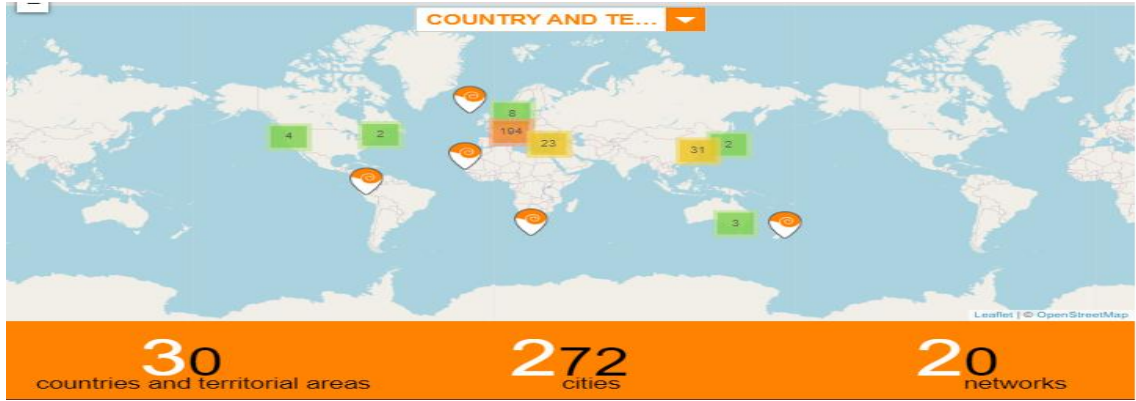 COUNTRY AND TE...
8
4
2
194
23
31
2
3
Leaflet | © OpenStreetMap
30
countries and territorial areas
272
cities
20
networks